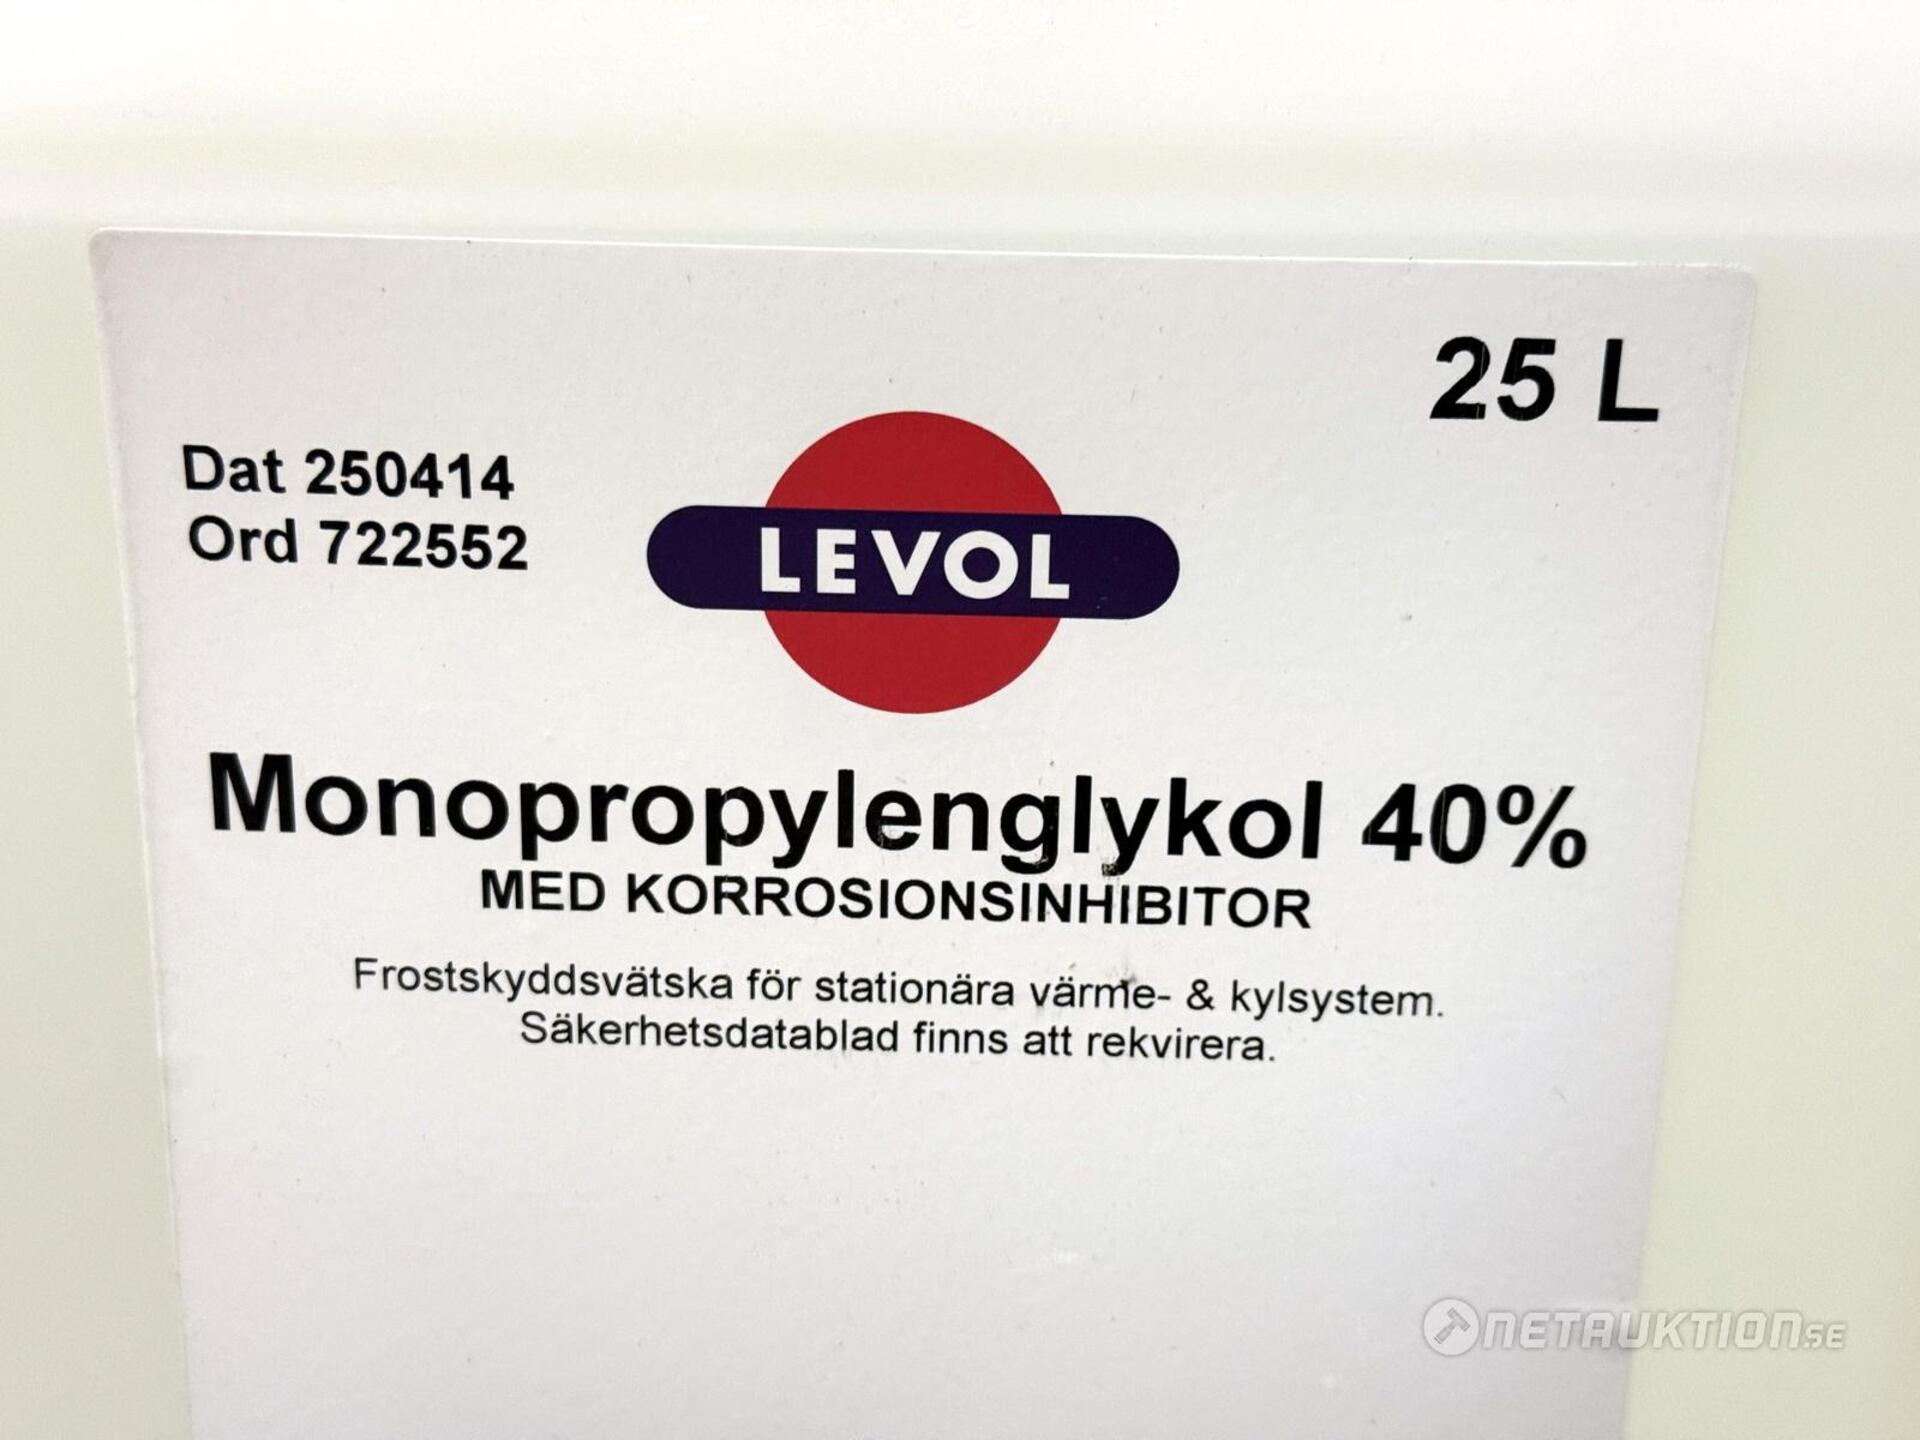 25 L
Dat 250414
Ord 722552
LEVOL
Monopropylenglykol 40%
MED KORROSIONSINHIBITOR
Frostskyddsvätska för stationära värme- & kylsystem.
Säkerhetsdatablad finns att rekvirera.
NETAUKTION.SE